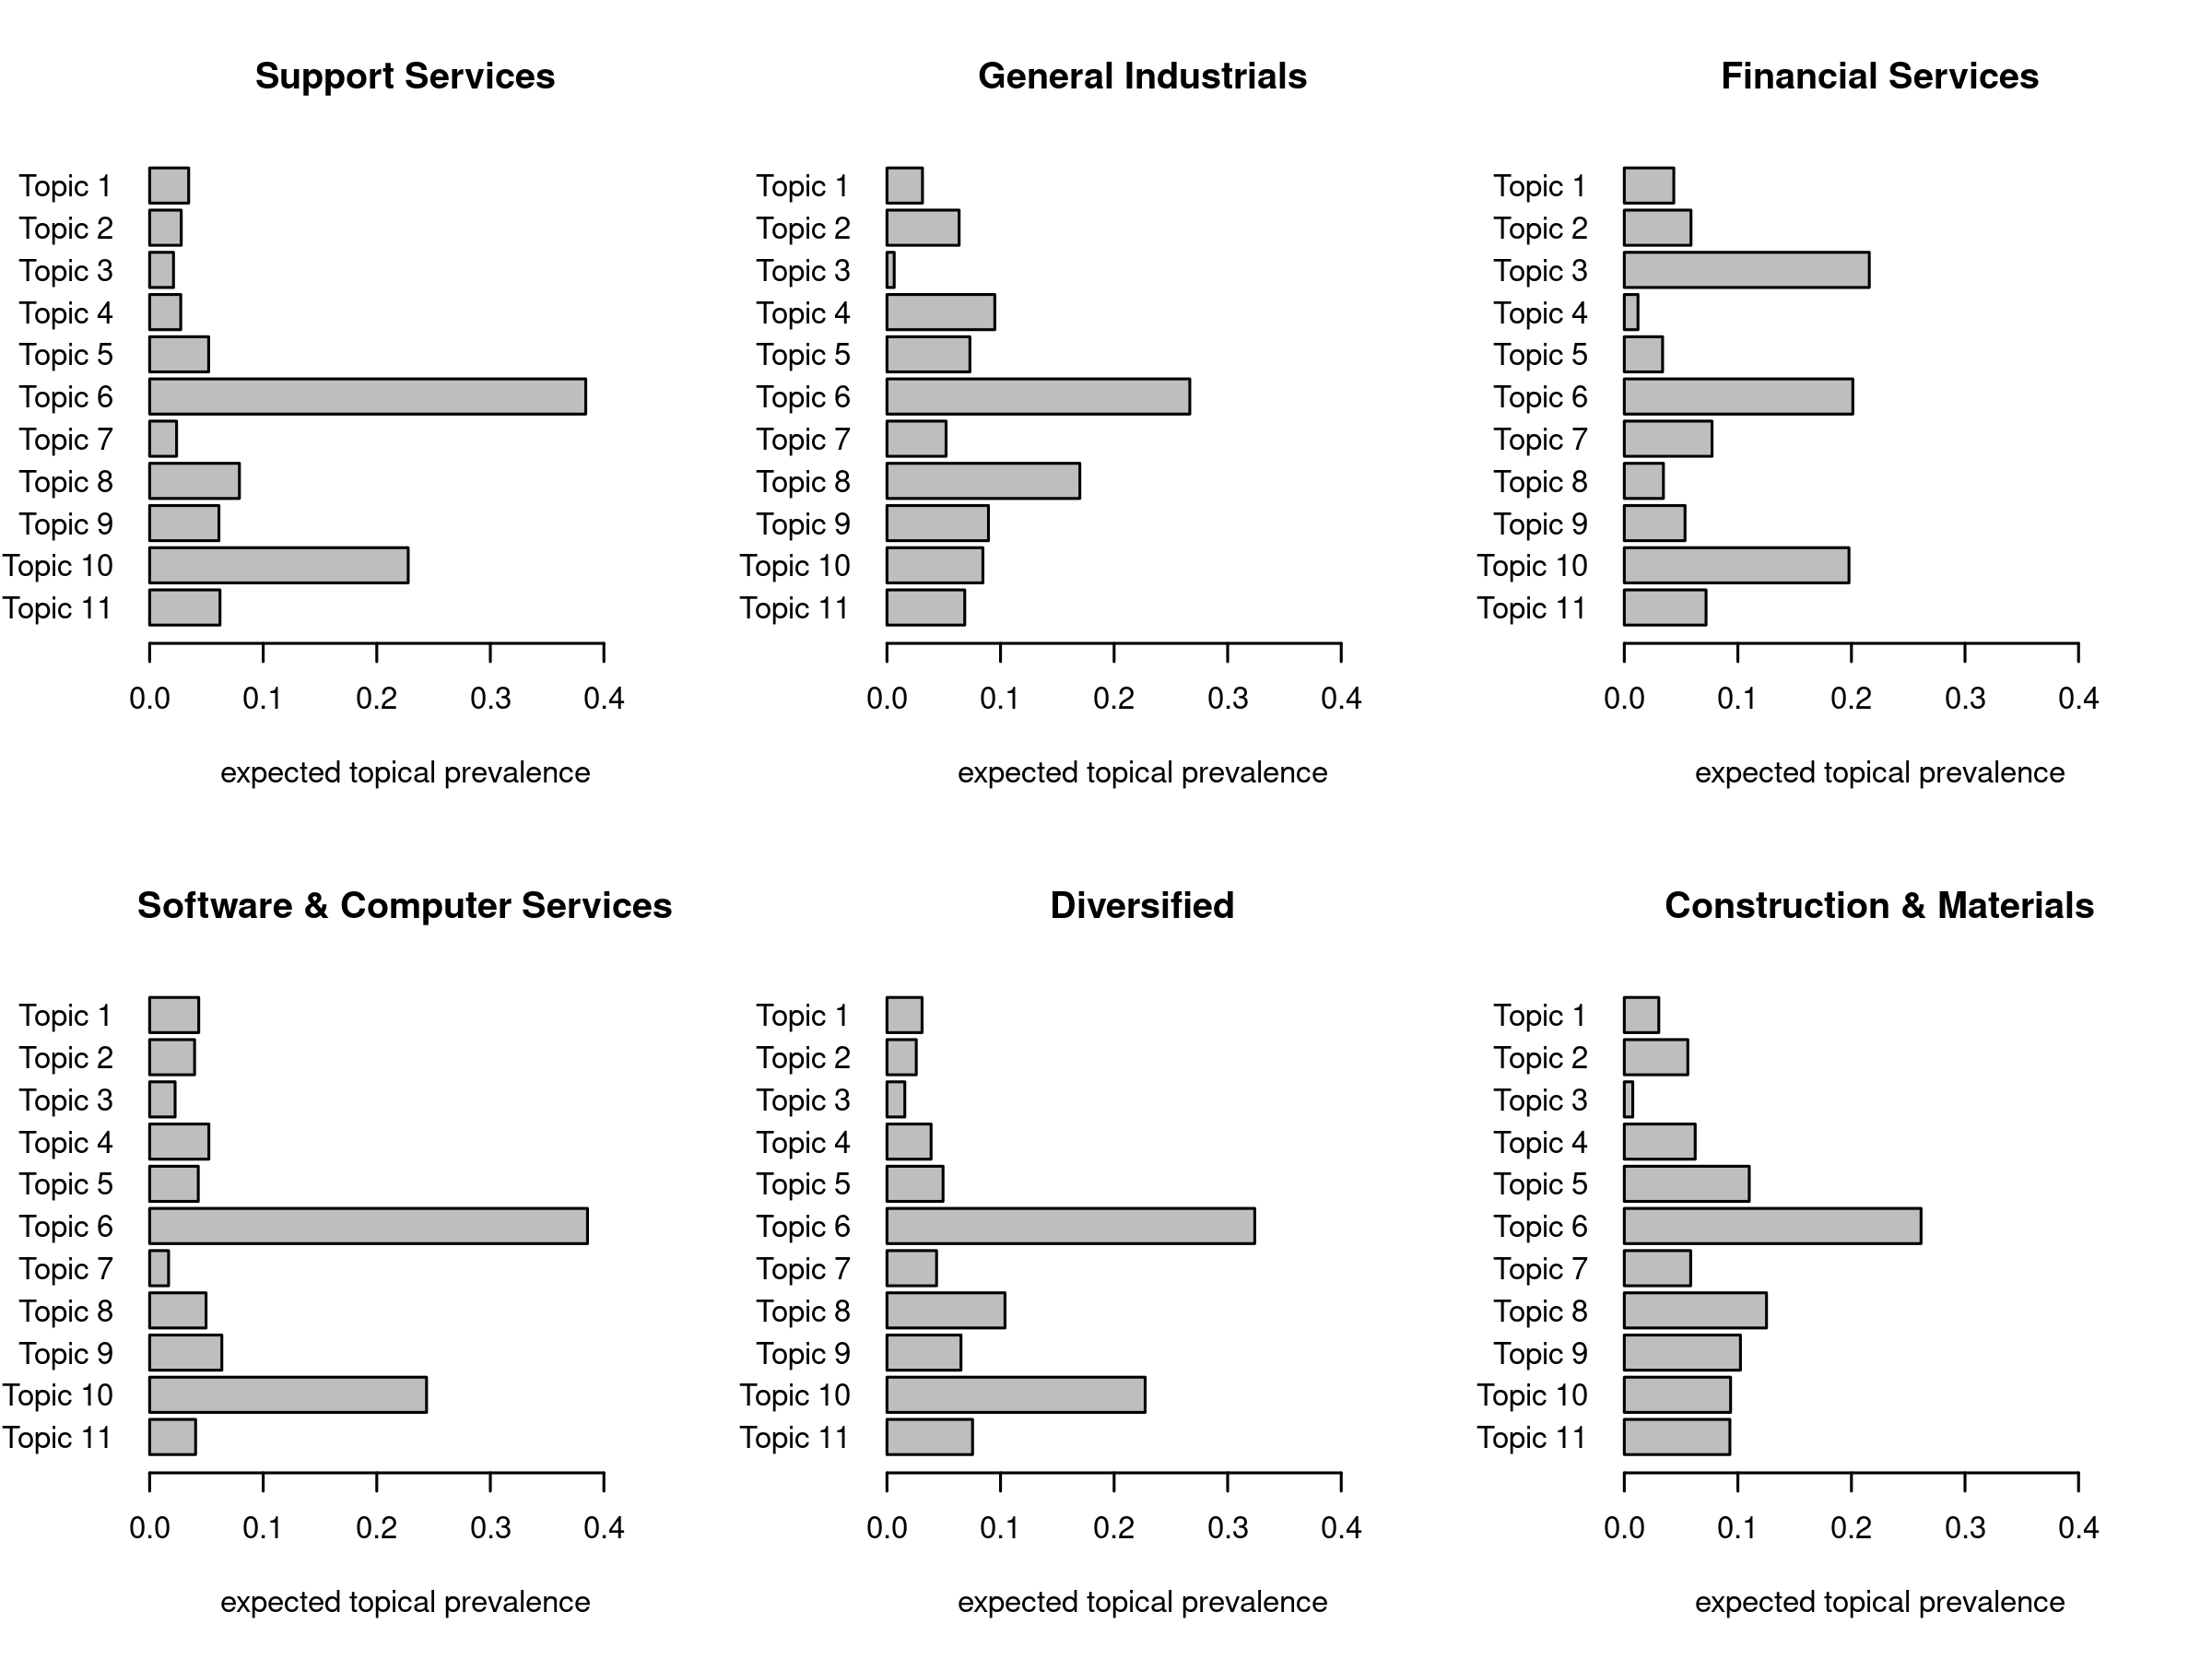 Support Services
Topic 1
Topic 2
Topic 3
Topic 4
Topic 5
Topic 6
Topic 7
Topic 8
Topic 9
Topic 10
Topic 11
0.0 0.1 0.2 0.3 0.4
expected topical prevalence
General Industrials
Topic 1
Topic 2
Topic 3
Topic 4
Topic 5
Topic 6
Topic 7
Topic 8
Topic 9
Topic 10
Topic 11
0.0 0.1 0.2 0.3 0.4
expected topical prevalence
Financial Services
Topic 1
Topic 2
Topic 3
Topic 4
Topic 5
Topic 6
Topic 7
Topic 8
Topic 9
Topic 10
Topic 11
0.0 0.1 0.2 0.3 0.4
expected topical prevalence
Software & Computer Services
Topic 1
Topic 2
Topic 3
Topic 4
Topic 5
Topic 6
Topic 7
Topic 8
Topic 9
Topic 10
Topic 11
0.0 0.1 0.2 0.3 0.4
expected topical prevalence
Diversified
Topic 1
Topic 2
Topic 3
Topic 4
Topic 5
Topic 6
Topic 7
Topic 8
Topic 9
Topic 10
Topic 11
0.0 0.1 0.2 0.3 0.4
expected topical prevalence
Construction & Materials
Topic 1
Topic 2
Topic 3
Topic 4
Topic 5
Topic 6
Topic 7
Topic 8
Topic 9
Topic 10
Topic 11
0.0 0.1 0.2 0.3 0.4
expected topical prevalence